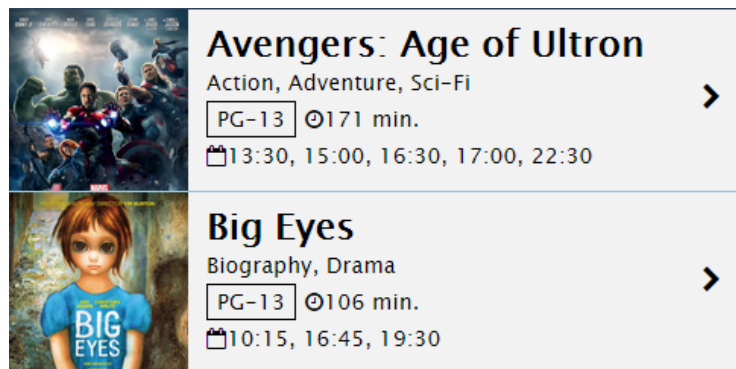 Avengers: Age of Ultron
Action, Adventure, Sci-Fi
PG-13 171 min.
13:30, 15:00, 16:30, 17:00, 22:30
MARVEL
Big Eyes
Biography, Drama
PG-13 106 min.
10:15, 16:45, 19:30
BIG
EYES